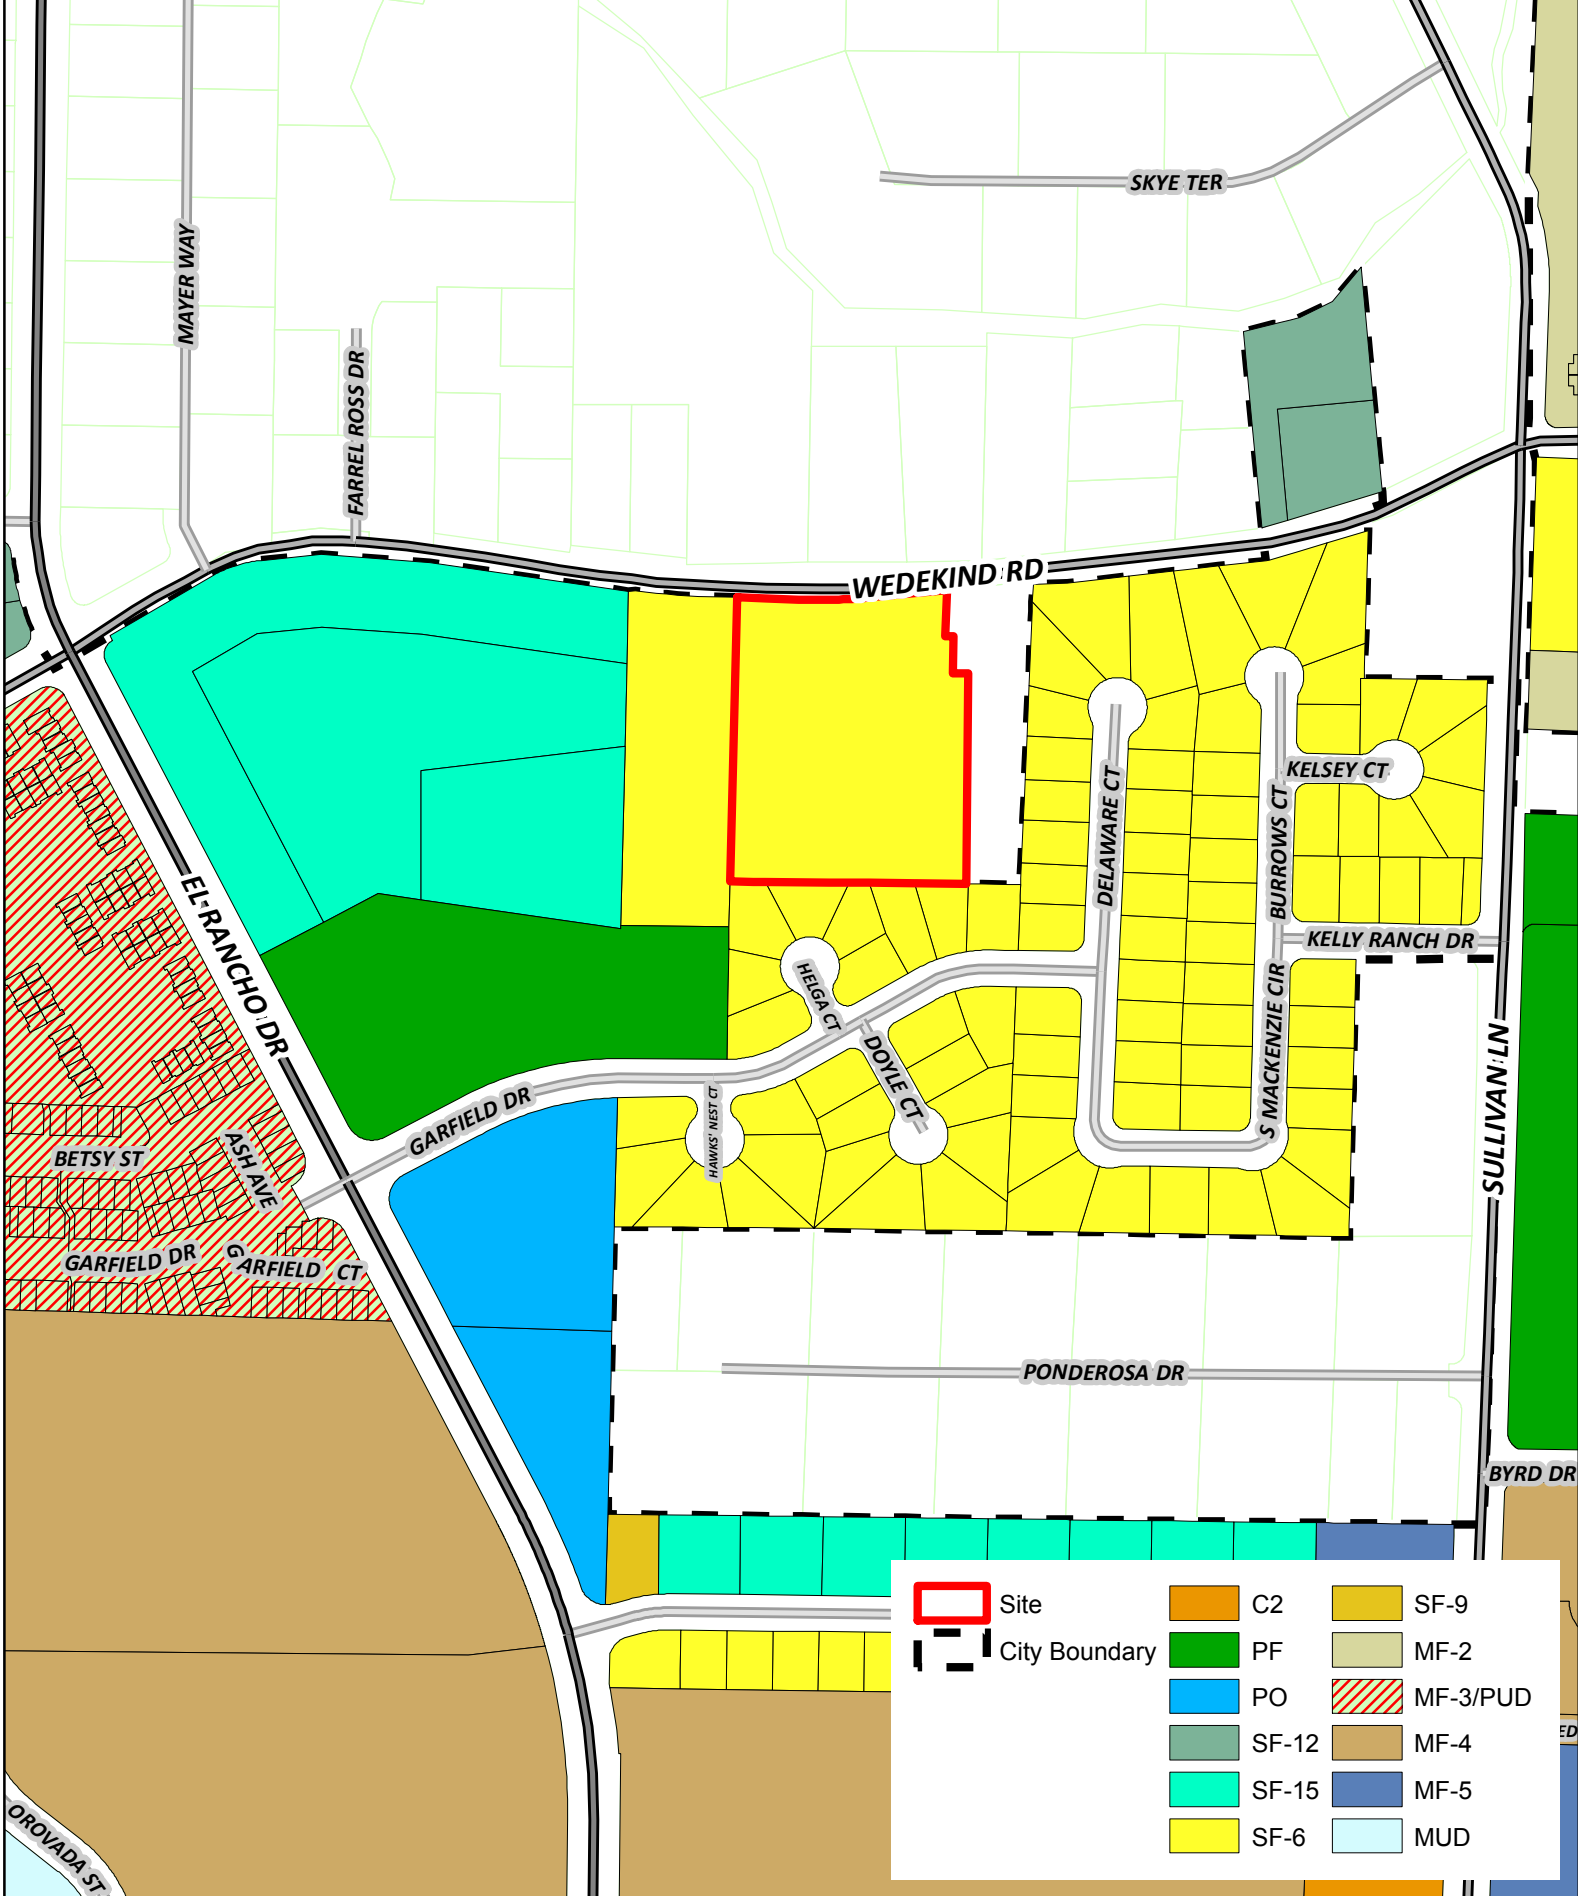 SKYE TER
MAYER WAY
FARREL ROSS DR
WEDEKIND RD
KELSEY CT
DELAWARE CT
BURROWS CT
EL RANCHO DR
KELLY RANCH DR
HELGA CT
DOYLE CT
S MACKENZIE CIR
SULLIVAN LN
HAWKS' NEST CT
GARFIELD DR
BETSY ST
ASH AVE
GARFIELD DR
GARFIELD CT
PONDEROSA DR
BYRD DR
OROVADA ST
ED
Site
City Boundary
C2
PF
PO
SF-12
SF-15
SF-6
SF-9
MF-2
MF-3/PUD
MF-4
MF-5
MUD